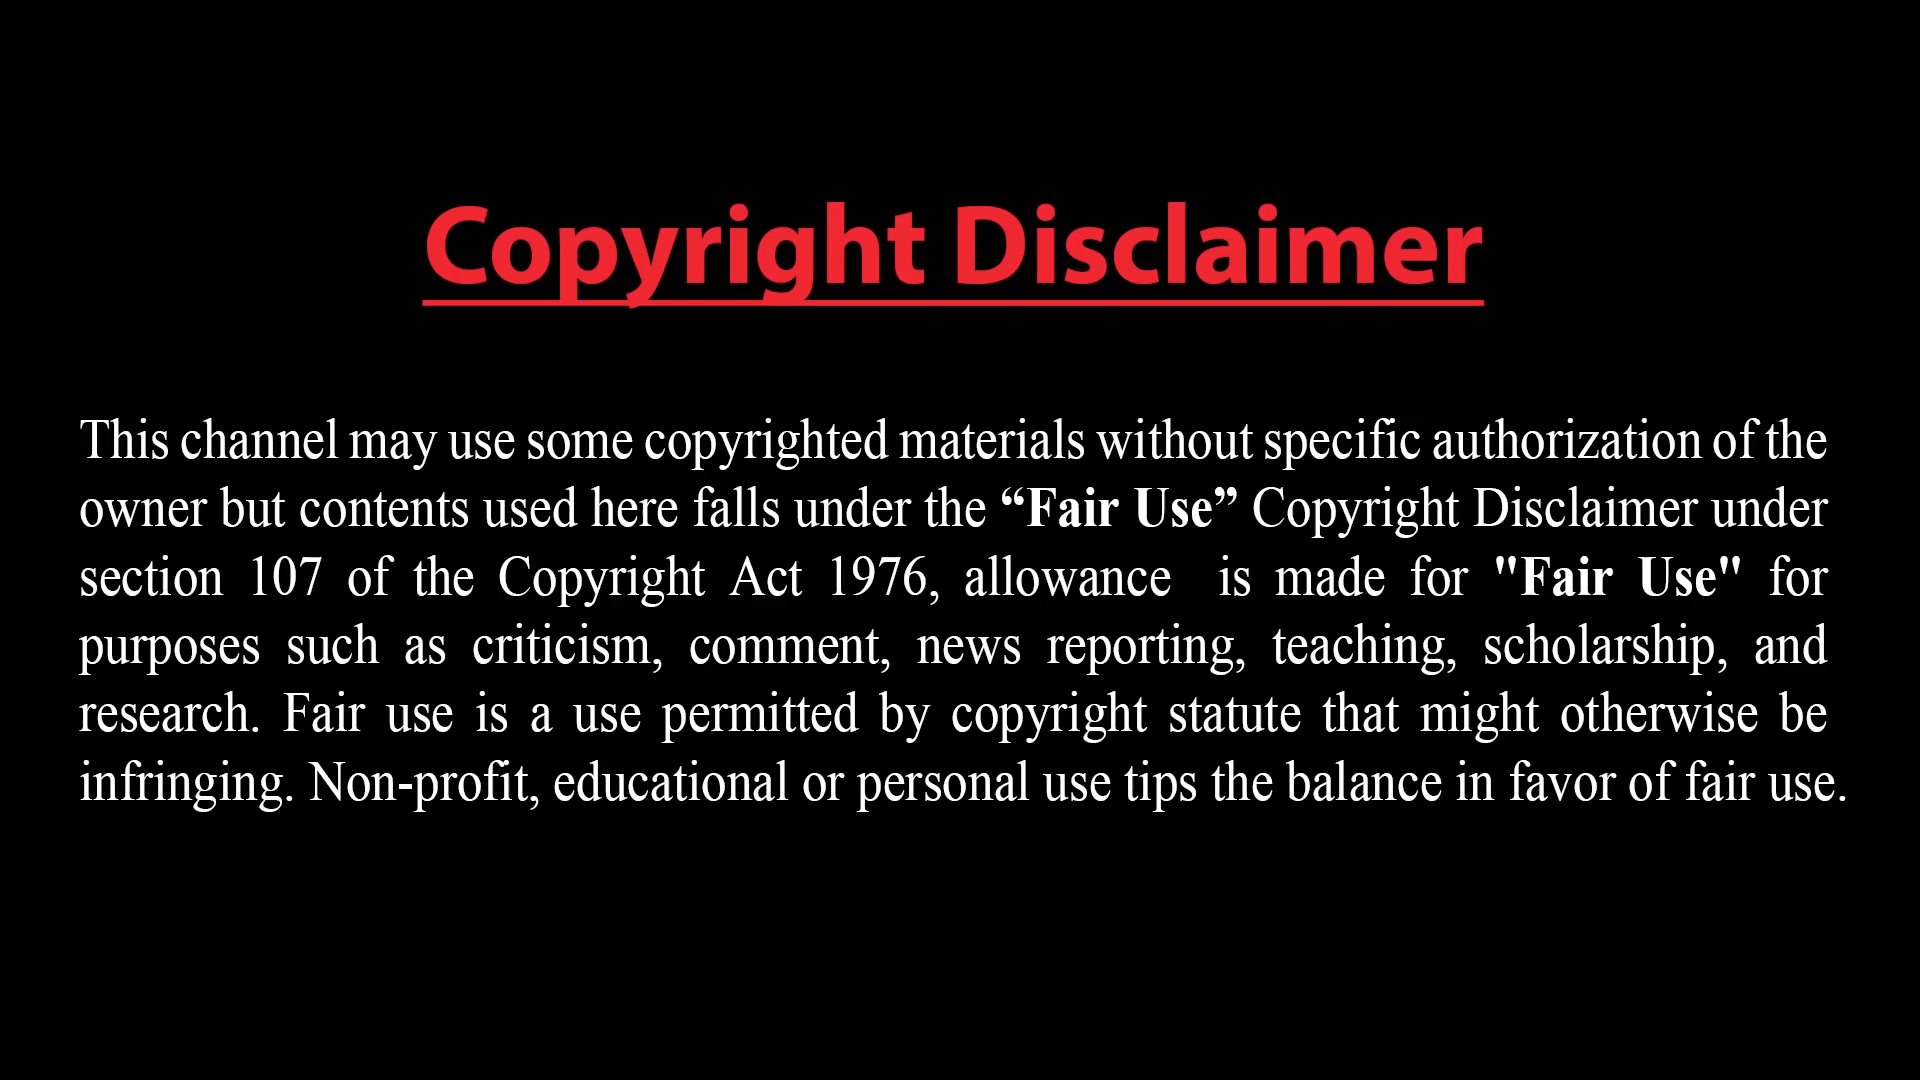 Copyright Disclaimer
This channel may use some copyrighted materials without specific authorization of the
owner but contents used here falls under the “Fair Use” Copyright Disclaimer under
section 107 of the Copyright Act 1976, allowance  is made for "Fair Use" for
purposes such as criticism, comment, news reporting, teaching, scholarship, and
research. Fair use is a use permitted by copyright statute that might otherwise be
infringing. Non-profit, educational or personal use tips the balance in favor of fair use.